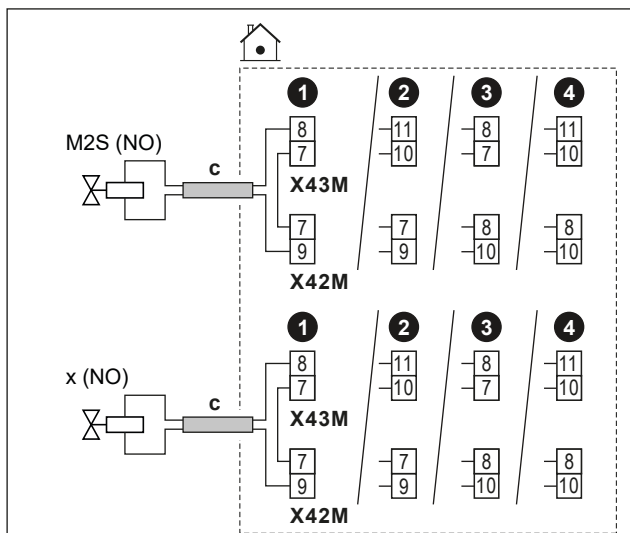 1 2 3 4
8 11 8 11
M2S (NO)
7 10 7 10
c
X43M
7 7 8 8
9 9 10 10
X42M
1 2 3 4
8 11 8 11
x (NO)
7 10 7 10
c
X43M
7 7 8 8
9 9 10 10
X42M